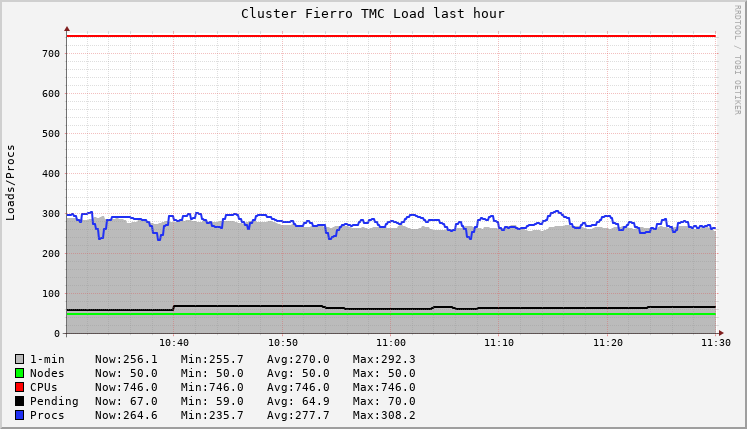 Cluster Fierro TMC Load last hour
RRDTOOL / TOBI OETIKER
Loads/Procs
700
600
500
400
300
200
100
0
10:40 10:50 11:00 11:10 11:20 11:30
1-min Now:256.1 Min:255.7 Avg:270.0 Max:292.3
Nodes Now: 50.0 Min: 50.0 Avg: 50.0 Max: 50.0
CPUs Now:746.0 Min:746.0 Avg:746.0 Max:746.0
Pending Now: 67.0 Min: 59.0 Avg: 64.9 Max: 70.0
Procs Now:264.6 Min:235.7 Avg:277.7 Max:308.2